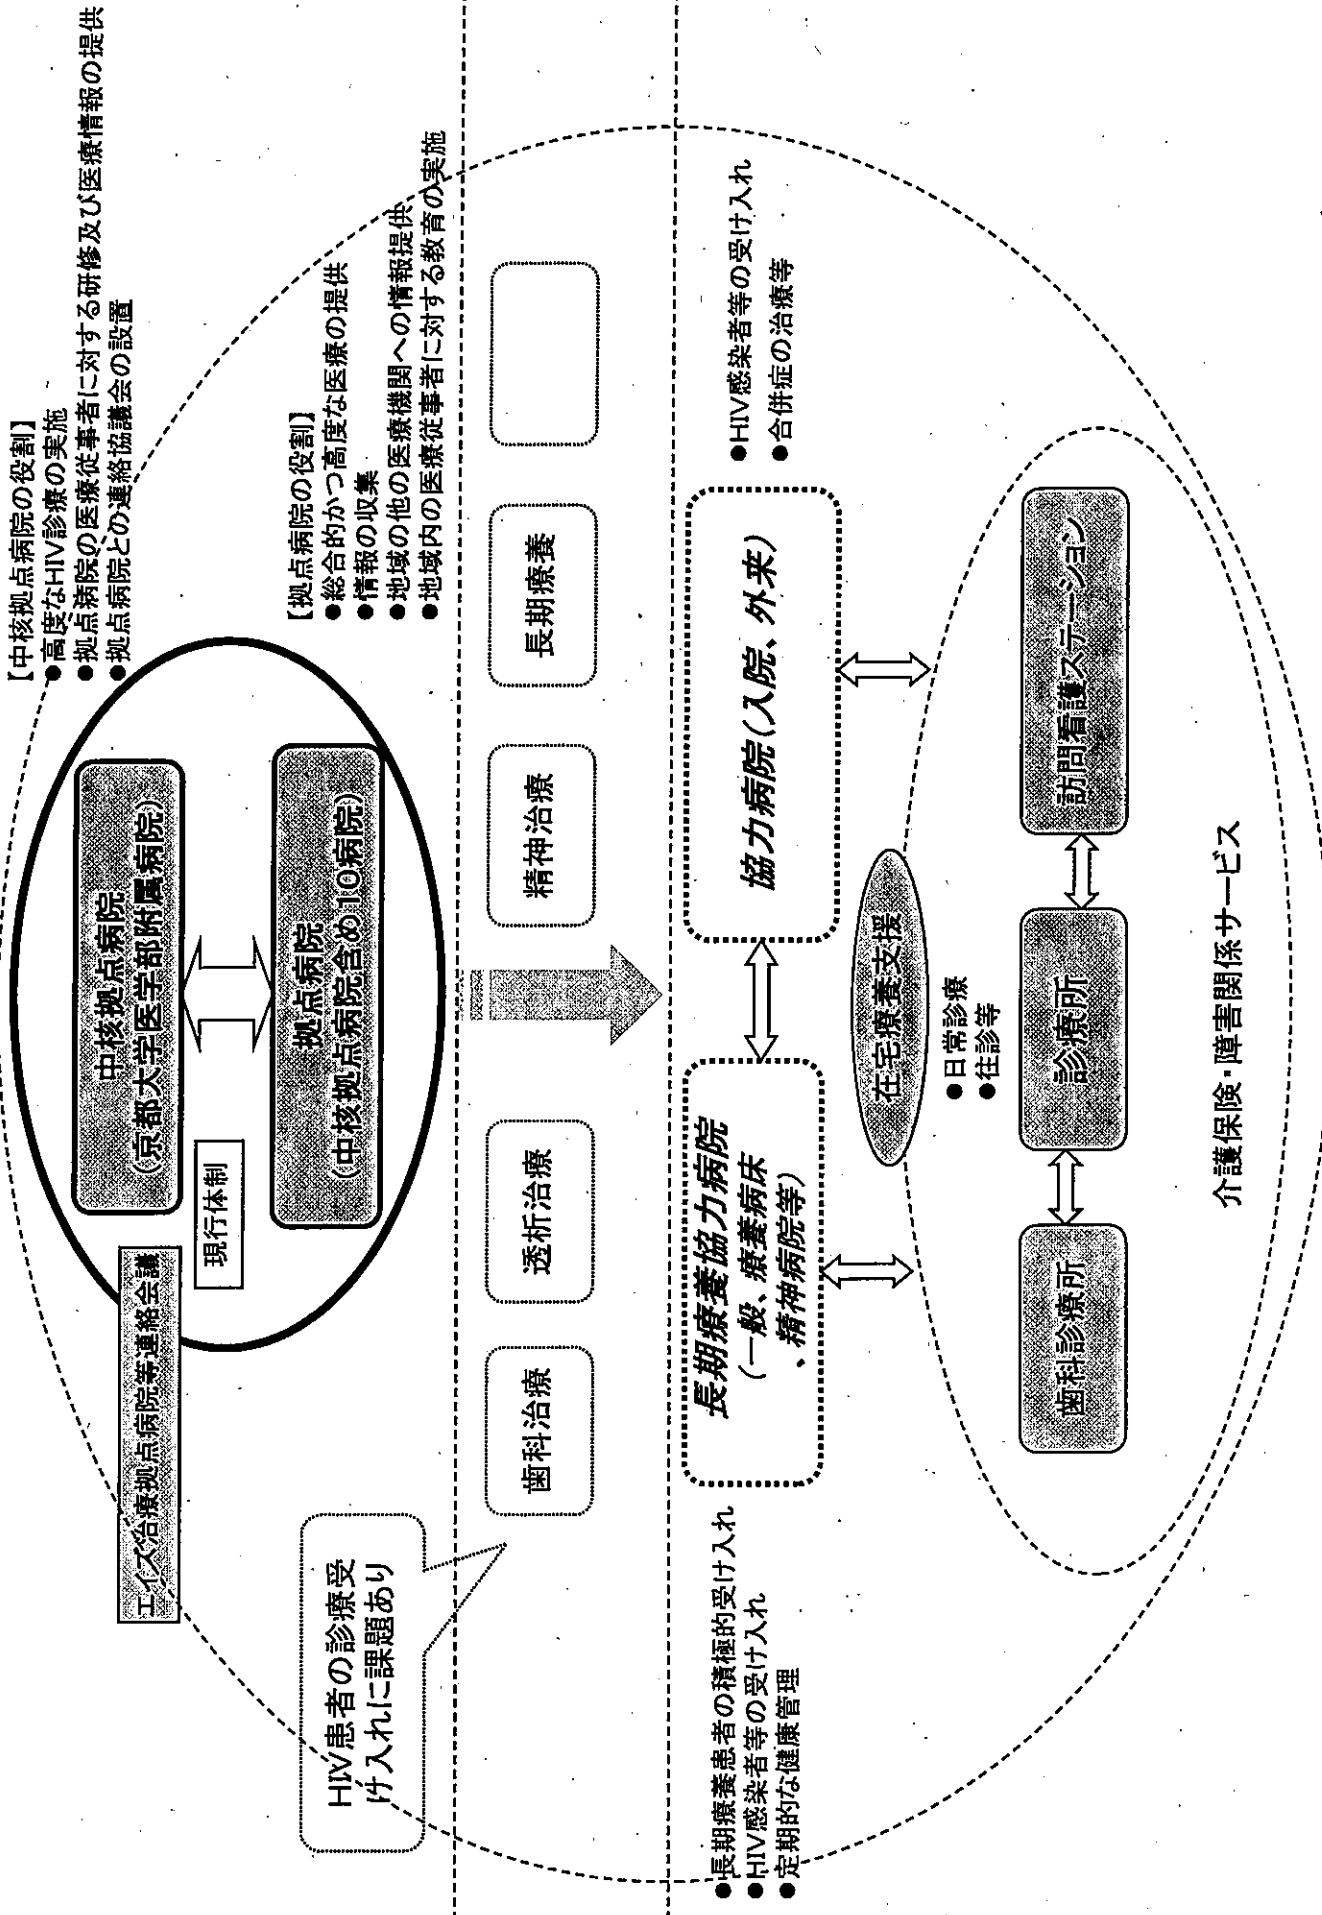 エイズ治療拠点病院等連絡会議
中核拠点病院
(京都大学医学部附属病院)
現行体制
拠点病院
(中核拠点病院含め10病院)
【中核拠点病院の役割】
●高度なHIV診療の実施
●拠点病院の医療従事者に対する研修及び医療情報の提供
●拠点病院との連絡協議会の設置
【拠点病院の役割】
●総合的かつ高度な医療の提供
●情報の収集
●地域の他の医療機関への情報提供
●地域内の医療従事者に対する教育の実施
HIV患者の診療受
け入れに課題あり
歯科治療
透析治療
精神治療
長期療養
●長期療養患者の積極的受け入れ
●HIV感染者等の受け入れ
●定期的な健康管理
長期療養協力病院
(一般、療養病床
、精神病院等)
協力病院(入院、外来)
●HIV感染者等の受け入れ
●合併症の治療等
在宅療養支援
●日常診療
●往診等
歯科診療所
診療所
訪問看護ステーション
介護保険・障害関係サービス